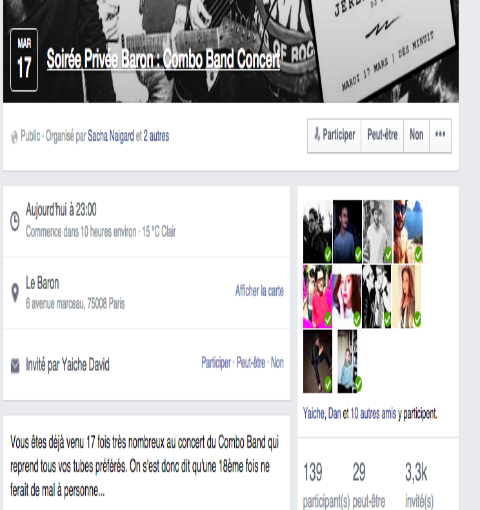 JERK
DJ
MARDI 17 MARS | DÈS MINUIT
OF ROC
MAR
17
Soirée Privée Baron : Combo Band Concert
Public · Organisé par Sacha Naigard et 2 autres
Participer Peut-être Non •••
Aujourd'hui à 23:00
Commence dans 10 heures environ · 15 °C Clair
Le Baron
6 avenue marceau, 75008 Paris
Afficher la carte
Invité par Yaiche David
Participer · Peut-être · Non
Vous êtes déjà venu 17 fois très nombreux au concert du Combo Band qui
reprend tous vos tubes préférés. On s'est donc dit qu'une 18ème fois ne
ferait de mal à personne...
Yaiche, Dan et 10 autres amis y participent.
139 29 3,3k
participant(s) peut-être invité(s)